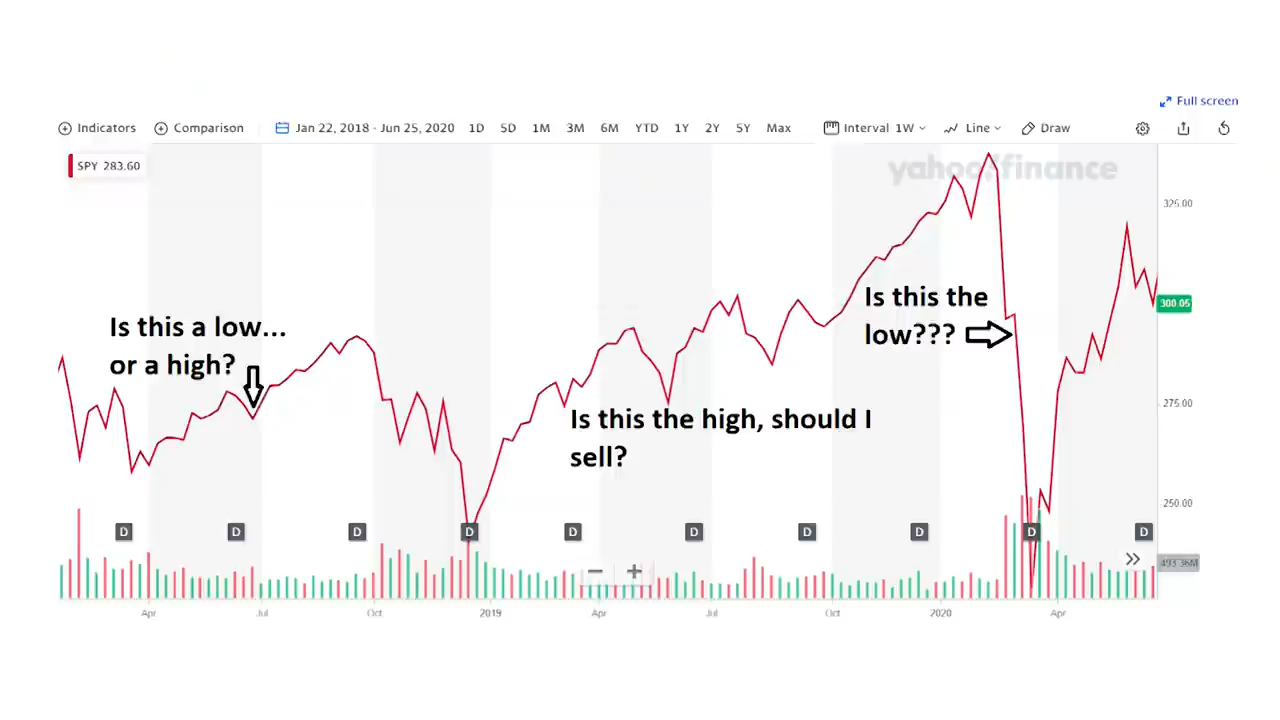 Full screen
Indicators Comparison Jan 22, 2018 - Jun 25, 2020 1D 5D 1M 3M 6M YTD 1Y 2Y 5Y Max Interval 1W Line Draw
SPY 283.60
yahoo!finance
325.00
Is this the
low???
300.05
Is this a low...
or a high?
275.00
Is this the high, should I
sell?
250.00
D D D D D D D D D D
493.36M
Apr Jul Oct 2019 Apr Jul Oct 2020 Apr